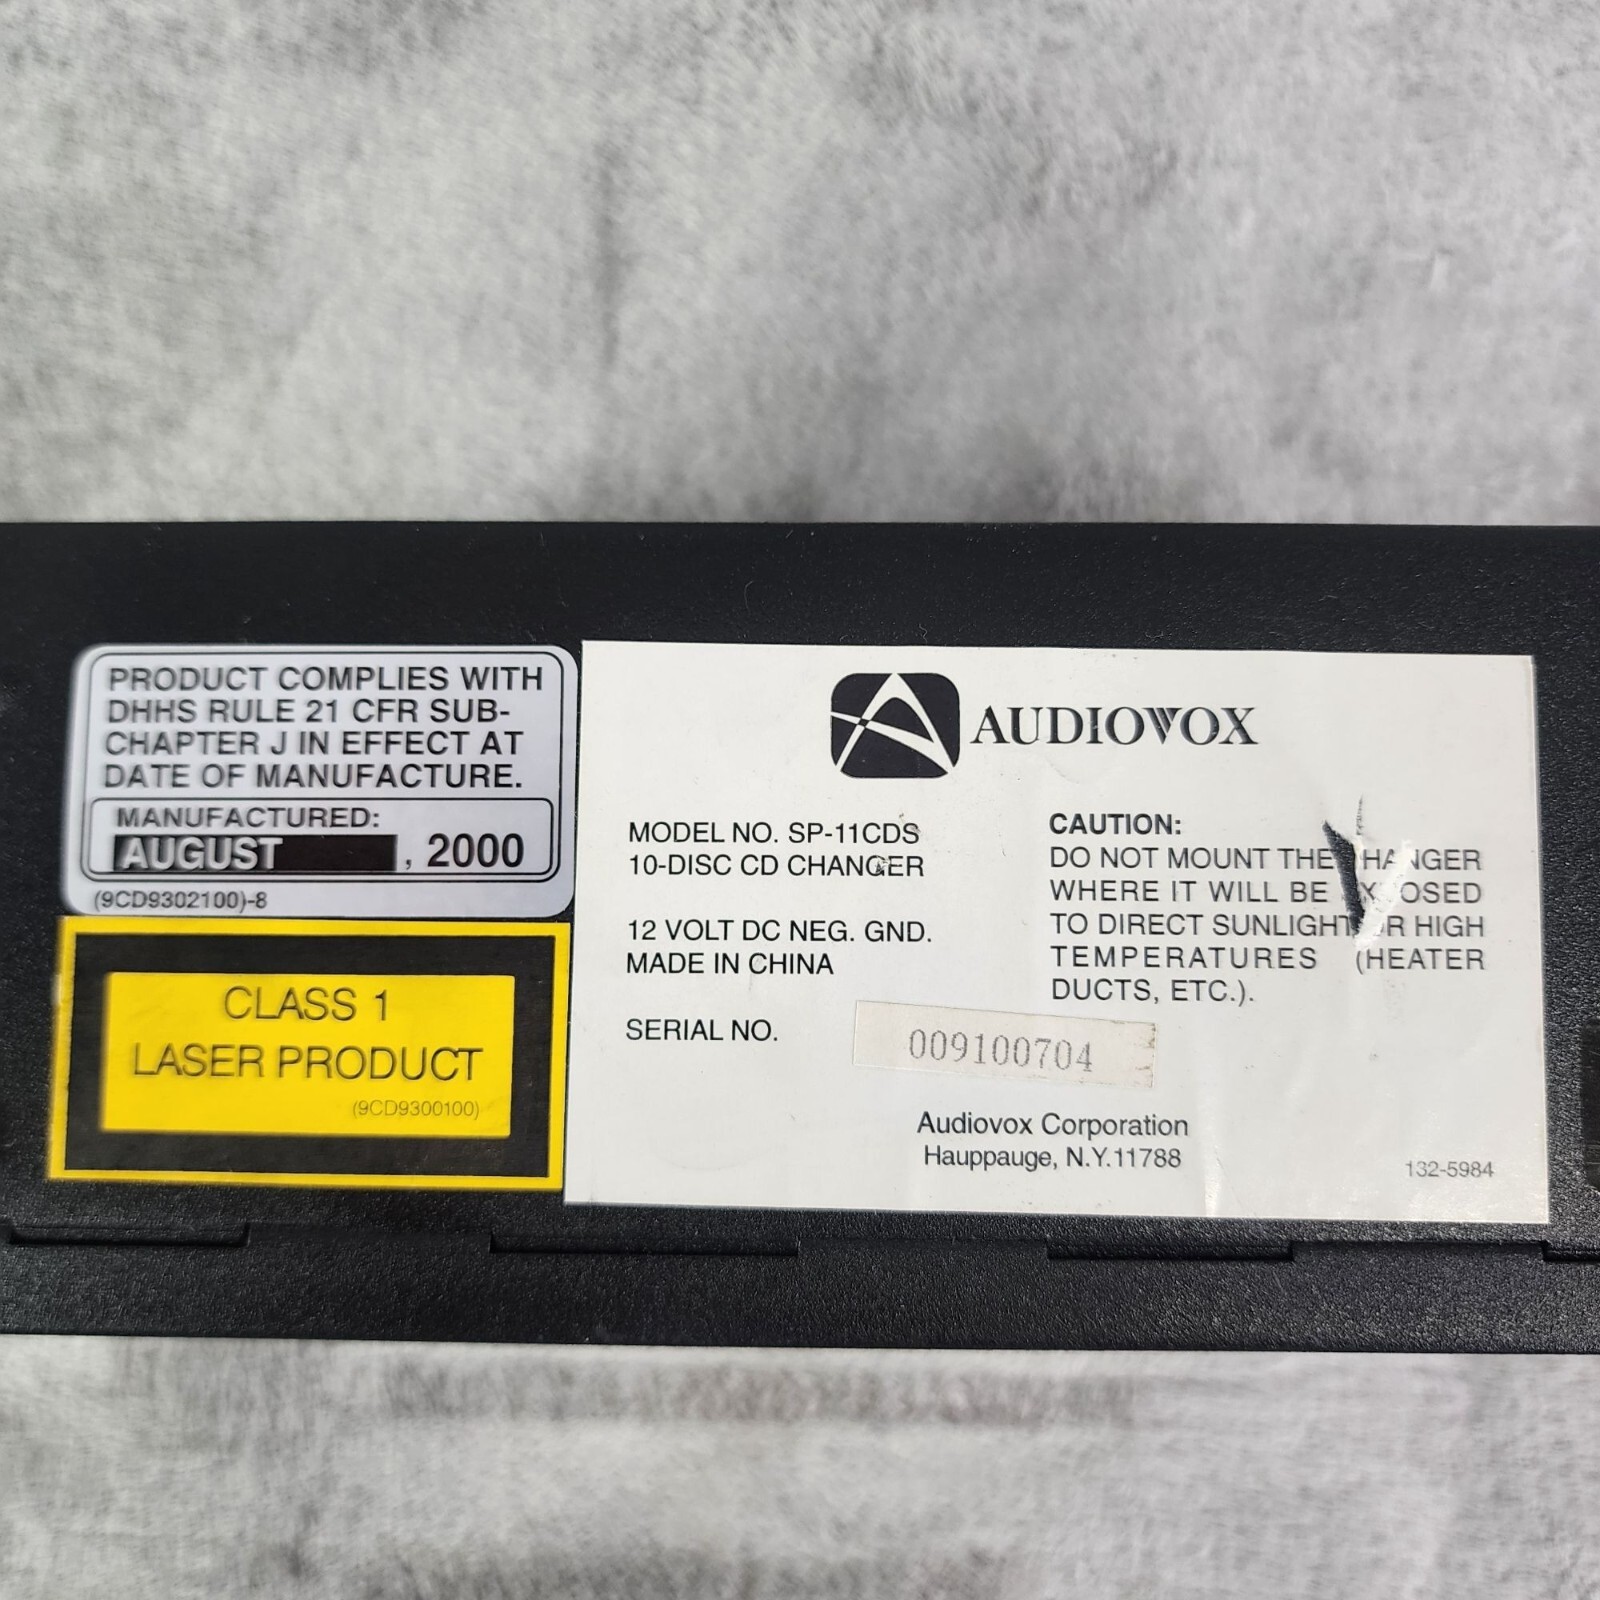 PRODUCT COMPLIES WITH
DHHS RULE 21 CFR SUB-
CHAPTER J IN EFFECT AT
DATE OF MANUFACTURE.
MANUFACTURED:
AUGUST , 2000
(9CD9302100)-8
CLASS 1
LASER PRODUCT
(9CD9300100)
AUDIOVOX
MODEL NO. SP-11CDS
10-DISC CD CHANGER
12 VOLT DC NEG. GND.
MADE IN CHINA
SERIAL NO. 009100704
CAUTION:
DO NOT MOUNT THE CHANGER
WHERE IT WILL BE EXPOSED
TO DIRECT SUNLIGHT OR HIGH
TEMPERATURES (HEATER
DUCTS, ETC.).
Audiovox Corporation
Hauppauge, N.Y.11788
132-5984